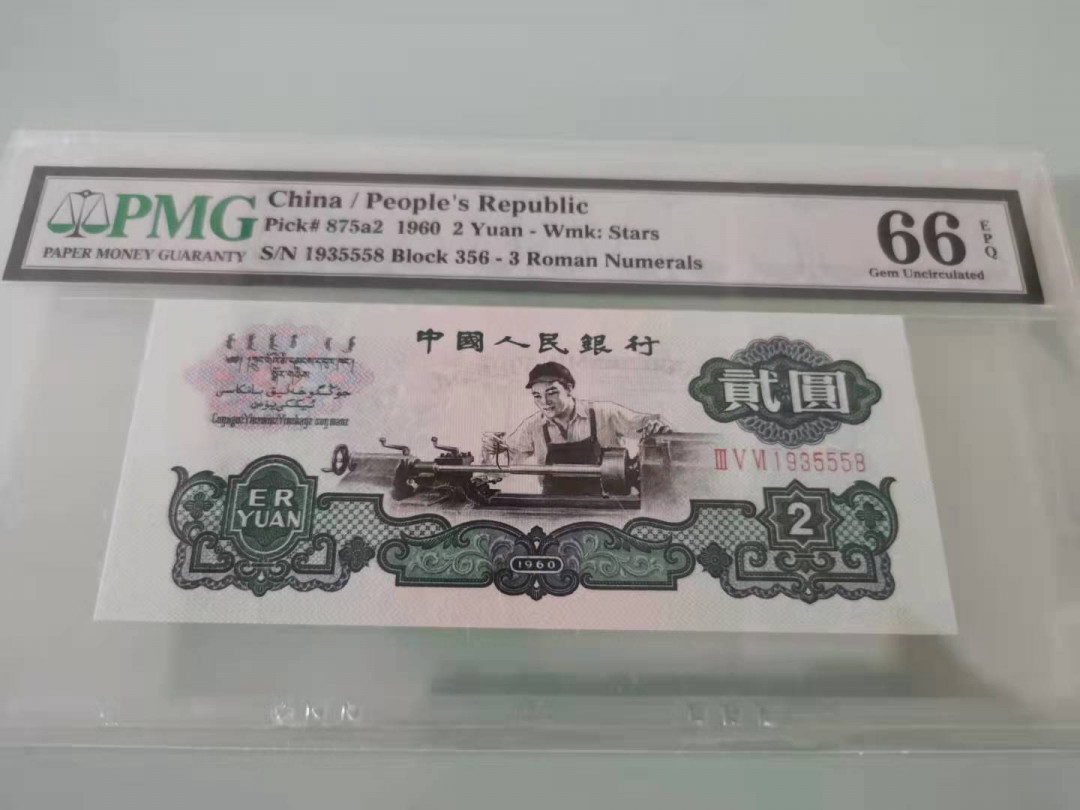 PMG
PAPER MONEY GUARANTY
China / People's Republic
Pick# 875a2 1960 2 Yuan - Wmk: Stars
S/N 1935558 Block 356 - 3 Roman Numerals
66
EPQ
Gem Uncirculated
中國人民銀行
貳圓
ⅢⅤⅥ1935558
ER
YUAN
2
1960